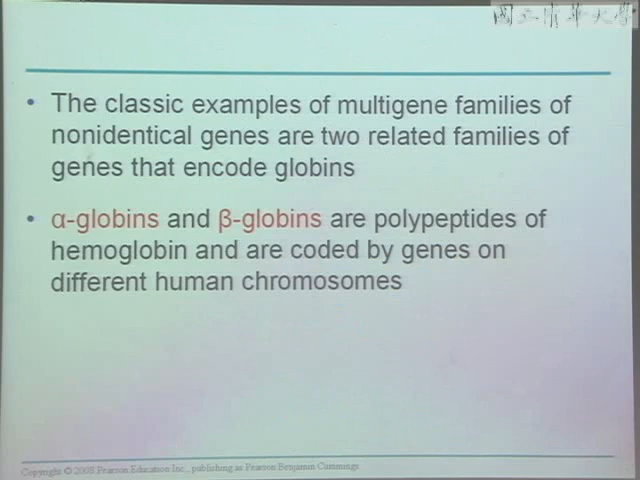 國立清華大學
• The classic examples of multigene families of
nonidentical genes are two related families of
genes that encode globins
• α-globins and β-globins are polypeptides of
hemoglobin and are coded by genes on
different human chromosomes
Copyright © 2008 Pearson Education Inc., publishing as Pearson Benjamin Cummings